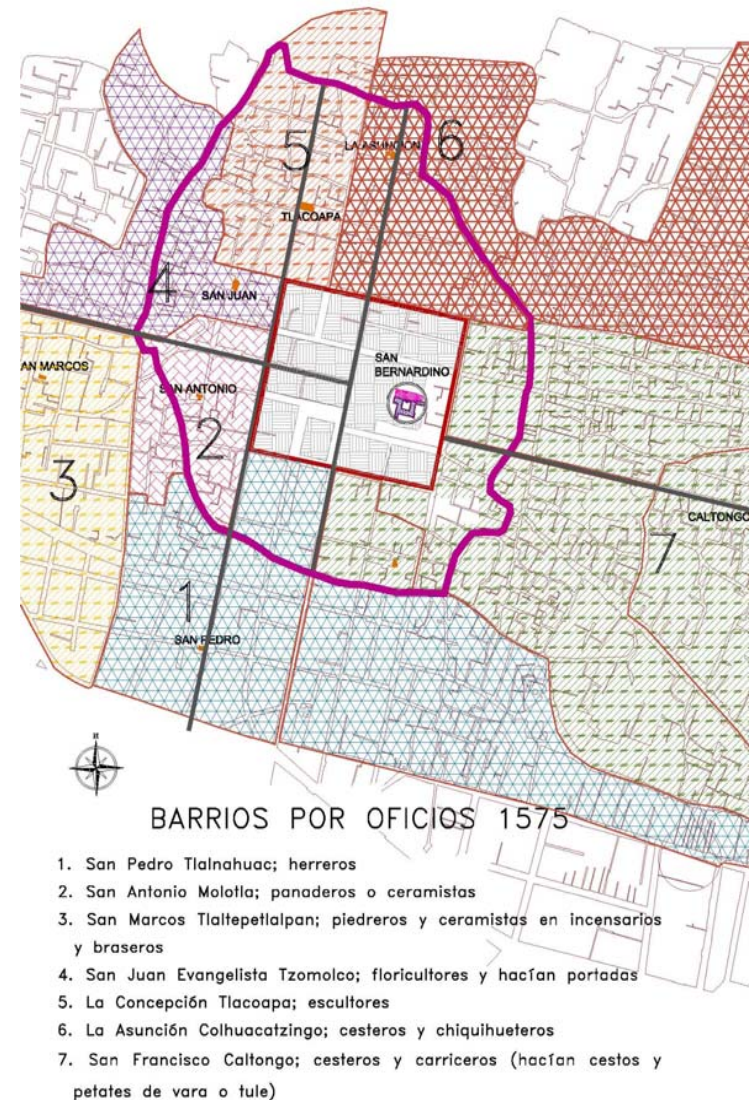 5
6
LA ASUNCIÓN
TLACOAPA
4
SAN JUAN
SAN
BERNARDINO
AN MARCOS
SAN ANTONIO
2
3
CALTONGO
7
1
SAN PEDRO
N
BARRIOS POR OFICIOS 1575
1. San Pedro Tlalnahuac; herreros
2. San Antonio Molotla; panaderos o ceramistas
3. San Marcos Tlaltepetlalpan; piedreros y ceramistas en incensarios
y braseros
4. San Juan Evangelista Tzomolco; floricultores y hacían portadas
5. La Concepción Tlacoapa; escultores
6. La Asunción Colhuacatzingo; cesteros y chiquihueteros
7. San Francisco Caltongo; cesteros y carriceros (hacían cestos y
petates de vara o tule)